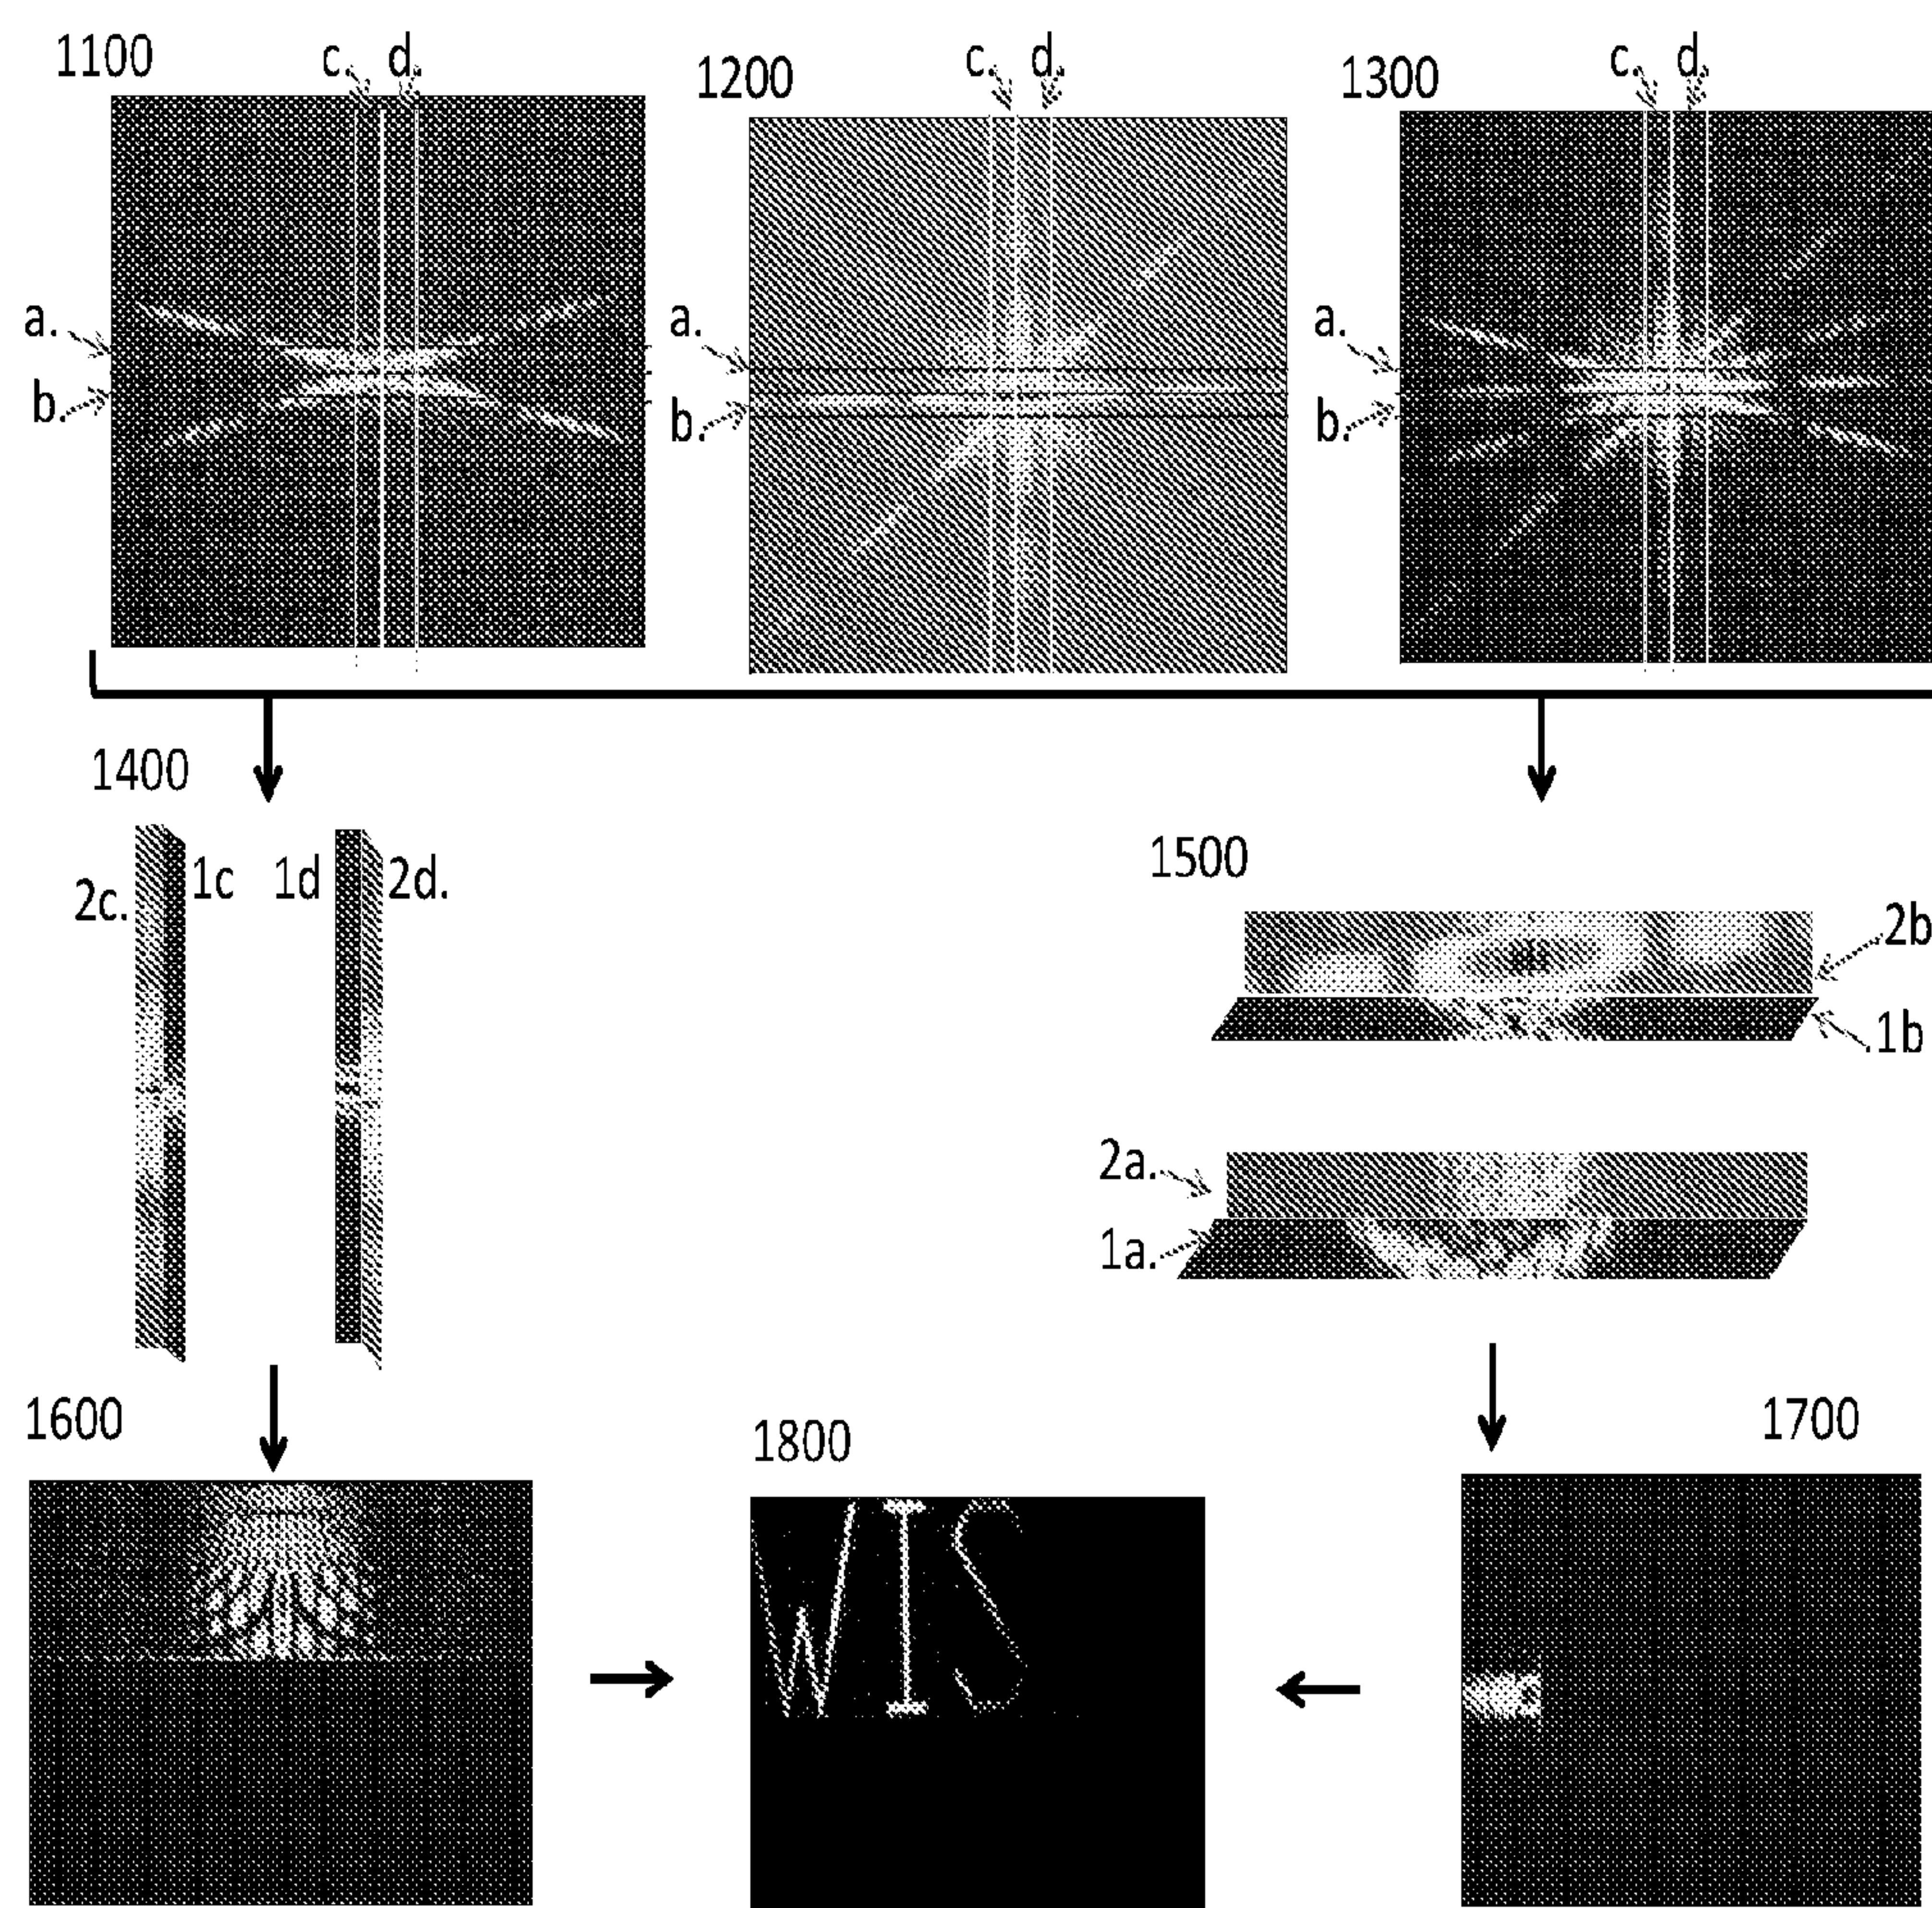 1100 c. d.
1200 c. d.
1300 c. d.
a.
b.
a.
b.
a.
b.
1400
2c. 1c 1d 2d.
1500
2b
.1b
2a.
1a.
1600
1800
1700
WIS